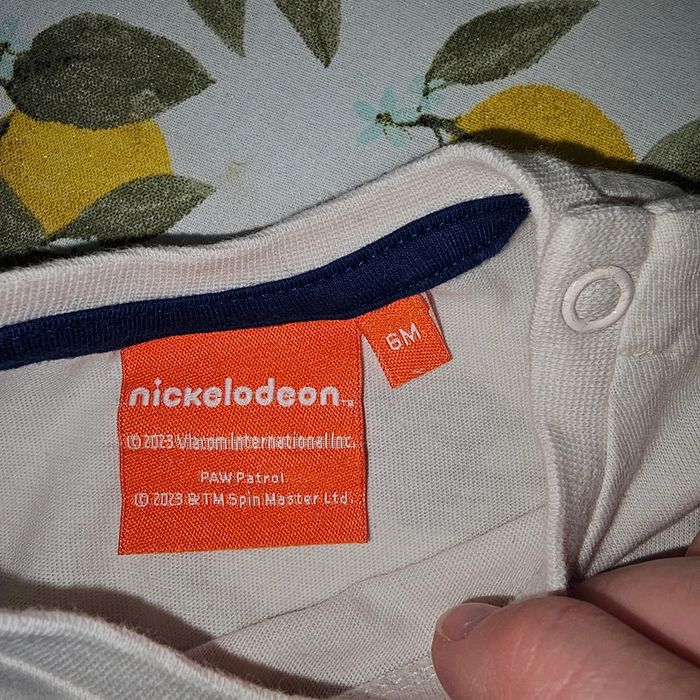 6M
nickelodeon™
© 2023 Viacom International Inc.
PAW Patrol
© 2023 & TM Spin Master Ltd.